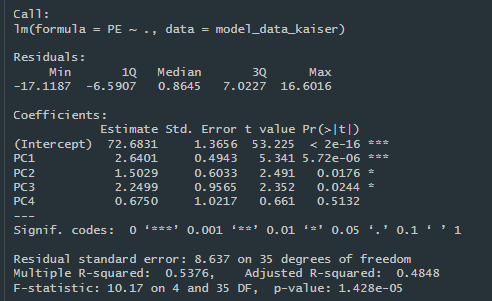 Call:
lm(formula = PE ~ ., data = model_data_kaiser)
Residuals:
Min 1Q Median 3Q Max
-17.1187 -6.5907 0.8645 7.0227 16.6016
Coefficients:
Estimate Std. Error t value Pr(>|t|)
(Intercept) 72.6831 1.3656 53.225 < 2e-16 ***
PC1 2.6401 0.4943 5.341 5.72e-06 ***
PC2 1.5029 0.6033 2.491 0.0176 *
PC3 2.2499 0.9565 2.352 0.0244 *
PC4 0.6750 1.0217 0.661 0.5132
---
Signif. codes: 0 ‘***’ 0.001 ‘**’ 0.01 ‘*’ 0.05 ‘.’ 0.1 ‘ ’ 1
Residual standard error: 8.637 on 35 degrees of freedom
Multiple R-squared: 0.5376, Adjusted R-squared: 0.4848
F-statistic: 10.17 on 4 and 35 DF, p-value: 1.428e-05